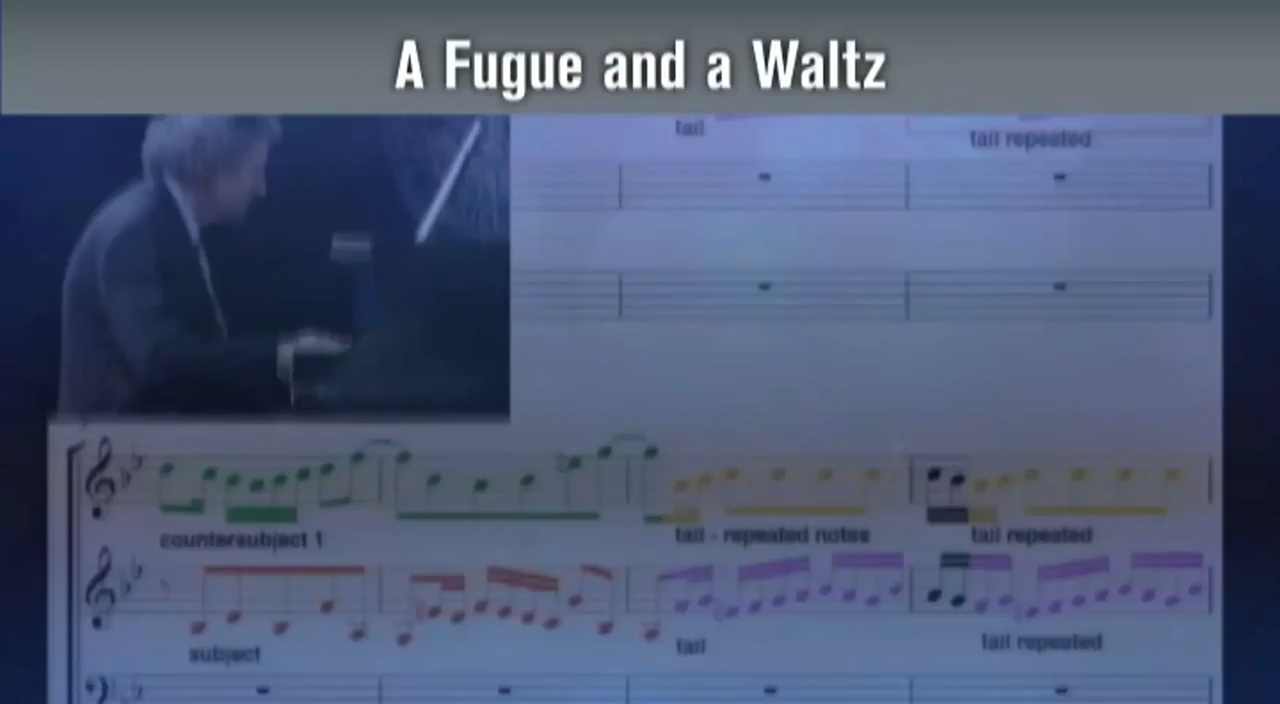 A Fugue and a Waltz
tail
tail repeated
countersubject 1
tail - repeated notes
tail repeated
subject
tail
tail repeated